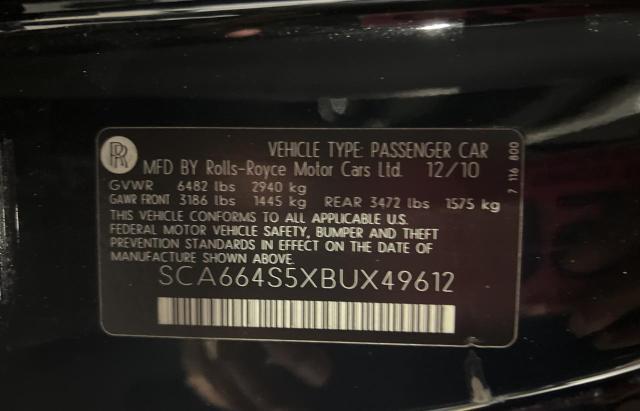 RR
VEHICLE TYPE: PASSENGER CAR
MFD BY Rolls-Royce Motor Cars Ltd. 12/10
GVWR 6482 lbs 2940 kg
GAWR FRONT 3186 lbs 1445 kg REAR 3472 lbs 1575 kg
THIS VEHICLE CONFORMS TO ALL APPLICABLE U.S.
FEDERAL MOTOR VEHICLE SAFETY, BUMPER AND THEFT
PREVENTION STANDARDS IN EFFECT ON THE DATE OF
MANUFACTURE SHOWN ABOVE.
SCA664S5XBUX49612
7 116 800